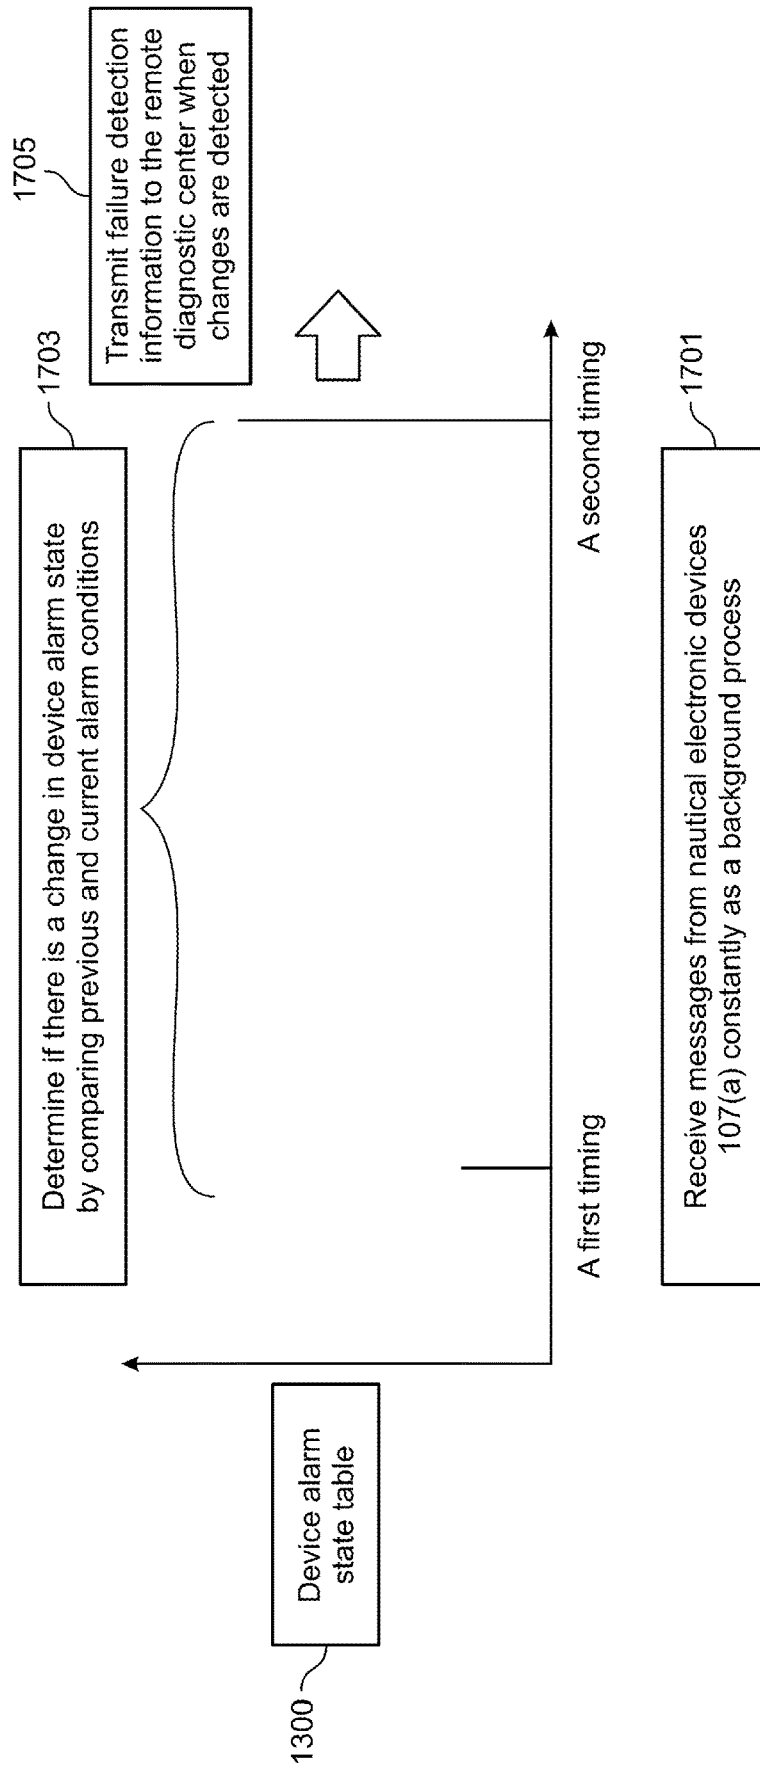 1703
Determine if there is a change in device alarm state
by comparing previous and current alarm conditions
1705
Transmit failure detection
information to the remote
diagnostic center when
changes are detected
1300
Device alarm
state table
A first timing
A second timing
1701
Receive messages from nautical electronic devices
107(a) constantly as a background process